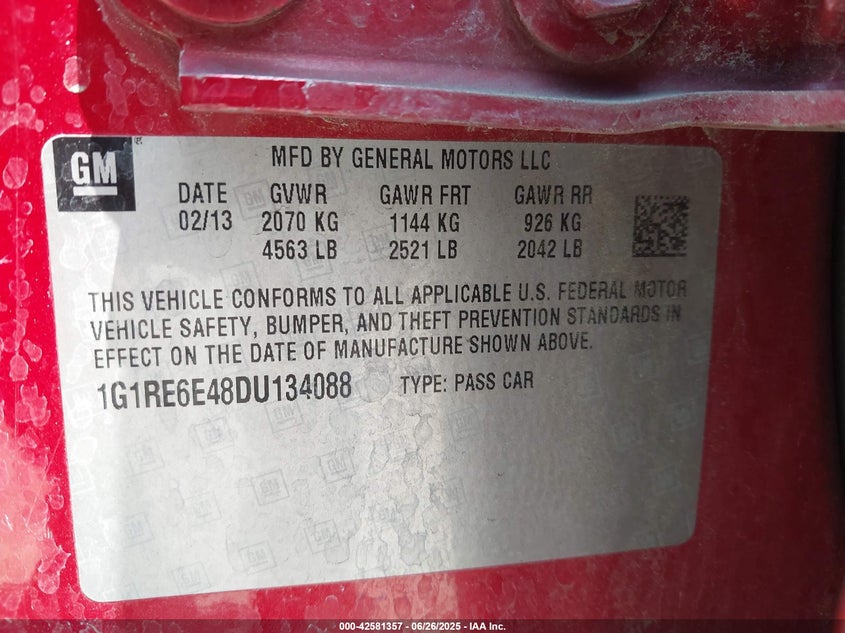 GM
MFD BY GENERAL MOTORS LLC
DATE GVWR GAWR FRT GAWR RR
02/13 2070 KG 1144 KG 926 KG
4563 LB 2521 LB 2042 LB
THIS VEHICLE CONFORMS TO ALL APPLICABLE U.S. FEDERAL MOTOR
VEHICLE SAFETY, BUMPER, AND THEFT PREVENTION STANDARDS IN
EFFECT ON THE DATE OF MANUFACTURE SHOWN ABOVE.
1G1RE6E48DU134088 TYPE: PASS CAR
000-42581357 - 06/26/2025 - IAA Inc.